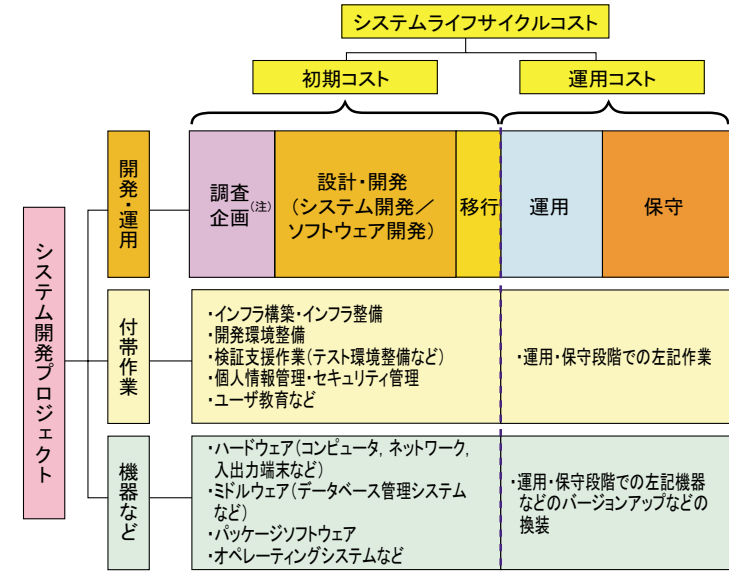 システムライフサイクルコスト
初期コスト
運用コスト
システム開発プロジェクト
開発・運用
調査
企画(注)
設計・開発
(システム開発/
ソフトウェア開発)
移行
運用
保守
付帯作業
・インフラ構築・インフラ整備
・開発環境整備
・検証支援作業(テスト環境整備など)
・個人情報管理・セキュリティ管理
・ユーザ教育など
・運用・保守段階での左記作業
機器など
・ハードウェア(コンピュータ, ネットワーク,
入出力端末など)
・ミドルウェア(データベース管理システム
など)
・パッケージソフトウェア
・オペレーティングシステムなど
・運用・保守段階での左記機器
などのバージョンアップなどの
換装